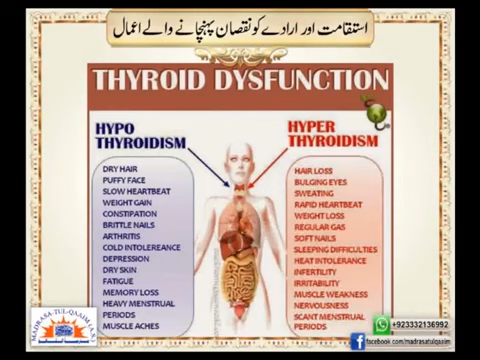 استقامت اور ارادے کو نقصان پہنچانے والے اعمال
THYROID DYSFUNCTION
HYPO
THYROIDISM
DRY HAIR
PUFFY FACE
SLOW HEARTBEAT
WEIGHT GAIN
CONSTIPATION
BRITTLE NAILS
ARTHRITIS
COLD INTOLEREANCE
DEPRESSION
DRY SKIN
FATIGUE
MEMORY LOSS
HEAVY MENSTRUAL
PERIODS
MUSCLE ACHES
HYPER
THYROIDISM
HAIR LOSS
BULGING EYES
SWEATING
RAPID HEARTBEAT
WEIGHT LOSS
REGULAR GAS
SOFT NAILS
SLEEPING DIFFICULTIES
HEAT INTOLERANCE
INFERTILITY
IRRITABILITY
MUSCLE WEAKNESS
NERVOUSNESS
SCANT MENSTRUAL
PERIODS
MADRASA-TUL-QAAIM (A.S.)
+923332136992
facebook.com/madrasatulqaaim